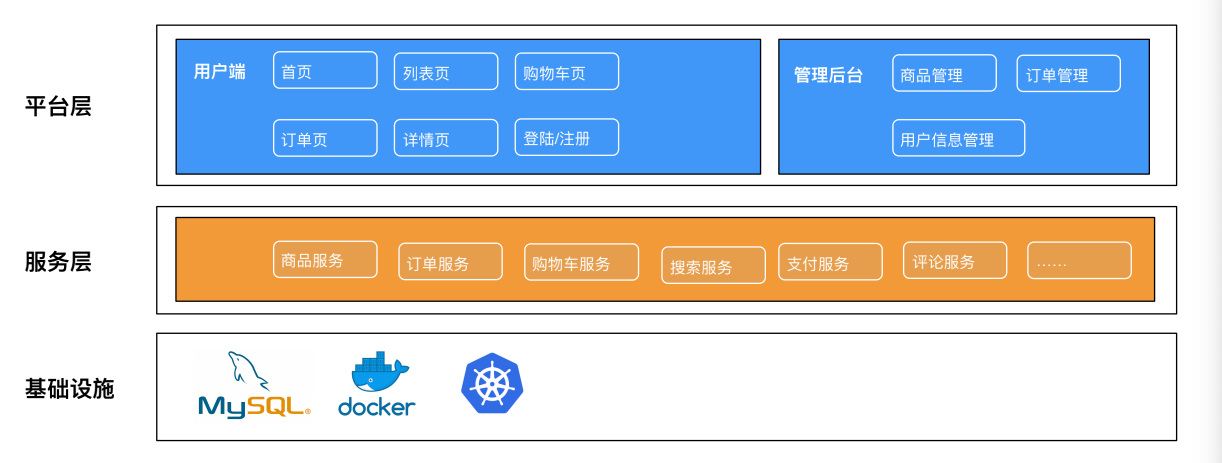 平台层
用户端
首页
列表页
购物车页
订单页
详情页
登陆/注册
管理后台
商品管理
订单管理
用户信息管理
服务层
商品服务
订单服务
购物车服务
搜索服务
支付服务
评论服务
......
基础设施
MySQL®
docker